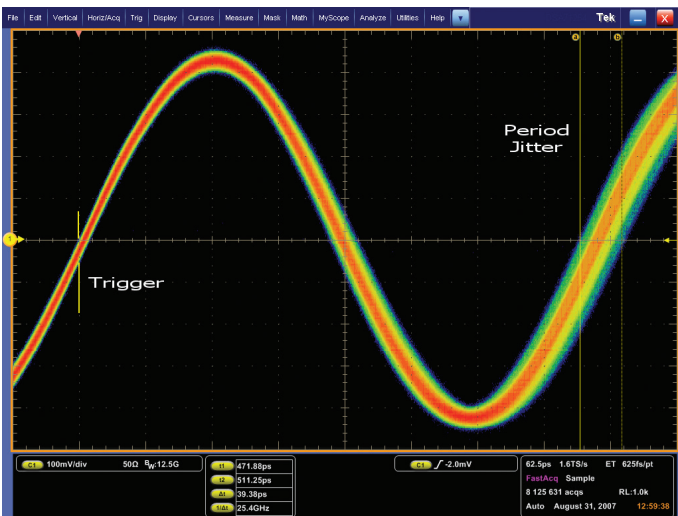 File Edit Vertical Horiz/Acq Trig Display Cursors Measure Mask Math MyScope Analyze Utilities Help Tek X
a b
Period
Jitter
1
Trigger
C1 100mV/div 50Ω BW:12.5G
t1 471.88ps
t2 511.25ps
Δt 39.38ps
1/Δt 25.4GHz
C1 -2.0mV
62.5ps 1.6TS/s ET 625fs/pt
FastAcq Sample
8 125 631 acqs RL:1.0k
Auto August 31, 2007 12:59:38